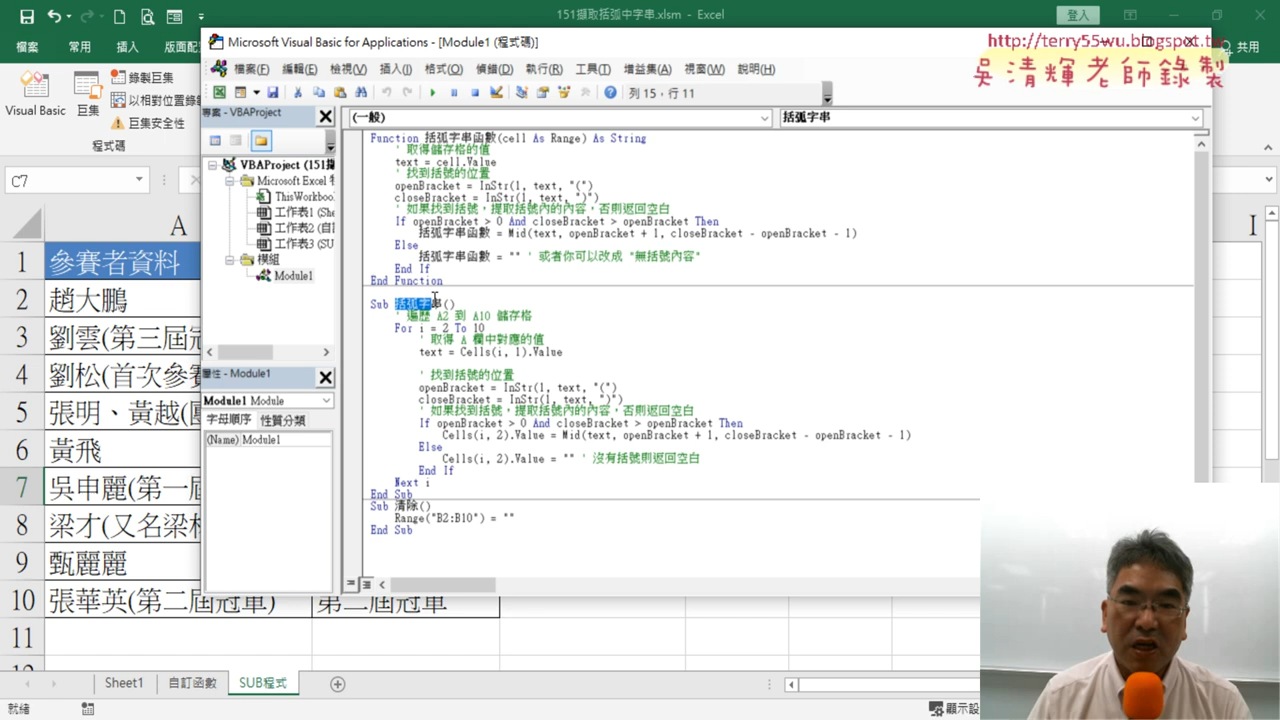 151擷取括弧中字串.xlsm - Excel
登入
檔案
常用
插入
版面配
共用
http://terry55wu.blogspot.tw
吳清輝老師錄製
Visual Basic
巨集
錄製巨集
以相對位置錄
巨集安全性
程式碼
C7
A
I
1 參賽者資料
2 趙大鵬
3 劉雲(第三屆冠
4 劉松(首次參賽
5 張明、黃越(團
6 黃飛
7 吳申麗(第一屆
8 梁才(又名梁材
9 甄麗麗
10 張華英(第二屆冠軍) 第二屆冠軍
11
Sheet1
自訂函數
SUB程式
就緒
顯示設
Microsoft Visual Basic for Applications - [Module1 (程式碼)]
檔案(F) 編輯(E) 檢視(V) 插入(I) 格式(O) 偵錯(D) 執行(R) 工具(T) 增益集(A) 視窗(W) 說明(H)
列 15，行 11
專案 - VBAProject
VBAProject (151擷
Microsoft Excel
ThisWorkboo
工作表1 (She
工作表2 (自
工作表3 (SU
模組
Module1
屬性 - Module1
Module1 Module
字母順序 性質分類
(Name) Module1
(一般)
括弧字串
Function 括弧字串函數(cell As Range) As String
' 取得儲存格的值
text = cell.Value
' 找到括號的位置
openBracket = InStr(1, text, "(")
closeBracket = InStr(1, text, ")")
' 如果找到括號，提取括號內的內容，否則返回空白
If openBracket > 0 And closeBracket > openBracket Then
括弧字串函數 = Mid(text, openBracket + 1, closeBracket - openBracket - 1)
Else
括弧字串函數 = "" ' 或者你可以改成 "無括號內容"
End If
End Function
Sub 括弧字串()
' 遍歷 A2 到 A10 儲存格
For i = 2 To 10
' 取得 A 欄中對應的值
text = Cells(i, 1).Value
' 找到括號的位置
openBracket = InStr(1, text, "(")
closeBracket = InStr(1, text, ")")
' 如果找到括號，提取括號內的內容，否則返回空白
If openBracket > 0 And closeBracket > openBracket Then
Cells(i, 2).Value = Mid(text, openBracket + 1, closeBracket - openBracket - 1)
Else
Cells(i, 2).Value = "" ' 沒有括號則返回空白
End If
Next i
End Sub
Sub 清除()
Range("B2:B10") = ""
End Sub